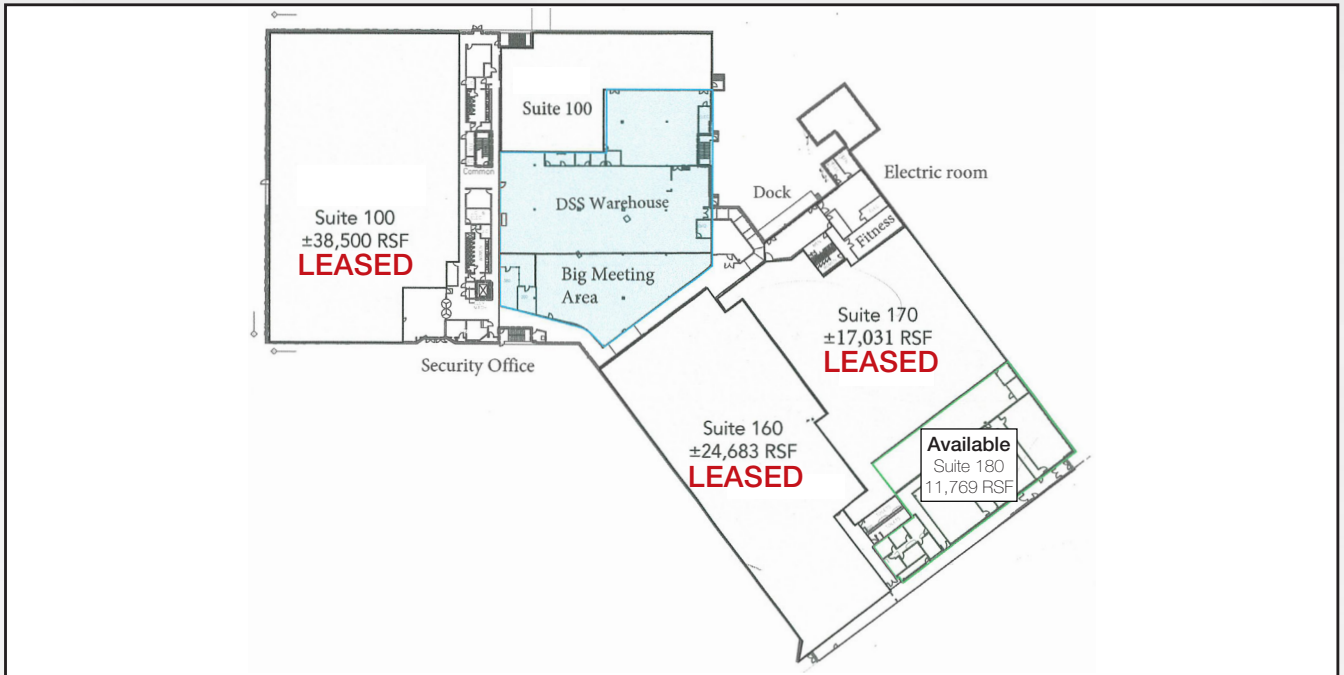 Suite 100
Common
Suite 100
±38,500 RSF
LEASED
DSS Warehouse
Big Meeting
Area
Security Office
Dock
Electric room
Fitness
Suite 170
±17,031 RSF
LEASED
Suite 160
±24,683 RSF
LEASED
Available
Suite 180
11,769 RSF